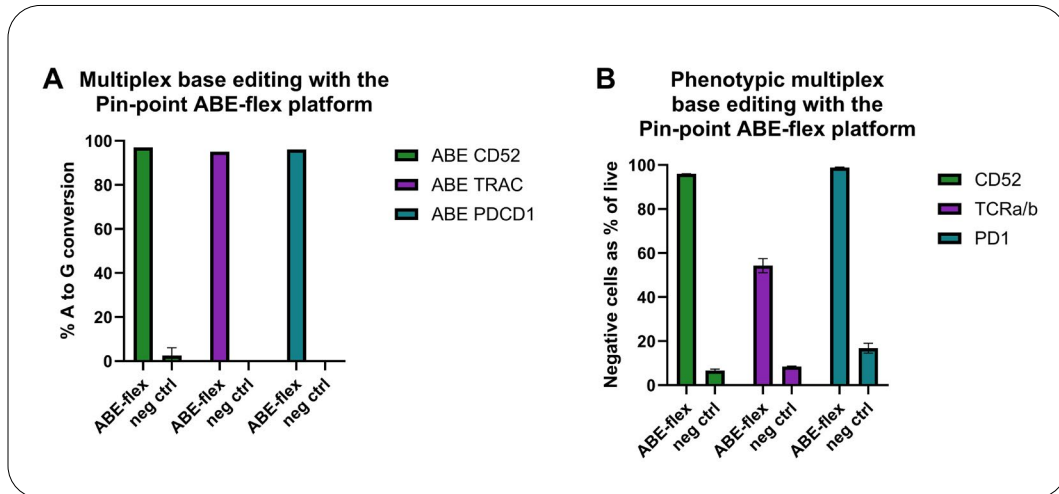 A Multiplex base editing with the
Pin-point ABE-flex platform
% A to G conversion
100
80
60
40
20
0
ABE-flex
neg ctrl
ABE-flex
neg ctrl
ABE-flex
neg ctrl
ABE CD52
ABE TRAC
ABE PDCD1
B Phenotypic multiplex
base editing with the
Pin-point ABE-flex platform
Negative cells as % of live
100
80
60
40
20
0
ABE-flex
neg ctrl
ABE-flex
neg ctrl
ABE-flex
neg ctrl
CD52
TCRa/b
PD1